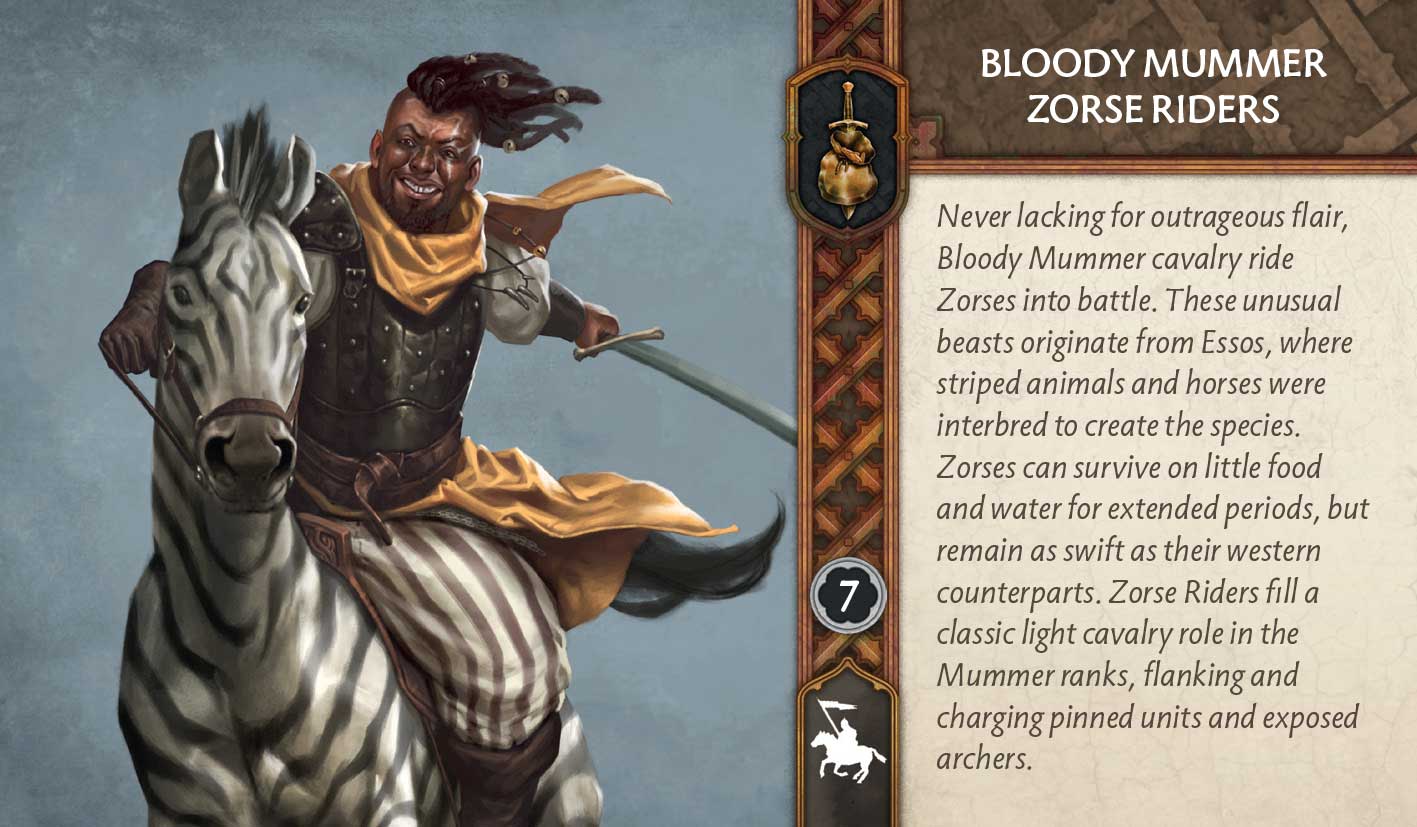 BLOODY MUMMER
ZORSE RIDERS
Never lacking for outrageous flair,
Bloody Mummer cavalry ride
Zorses into battle. These unusual
beasts originate from Essos, where
striped animals and horses were
interbred to create the species.
Zorses can survive on little food
and water for extended periods, but
remain as swift as their western
counterparts. Zorse Riders fill a
classic light cavalry role in the
Mummer ranks, flanking and
charging pinned units and exposed
archers.
7